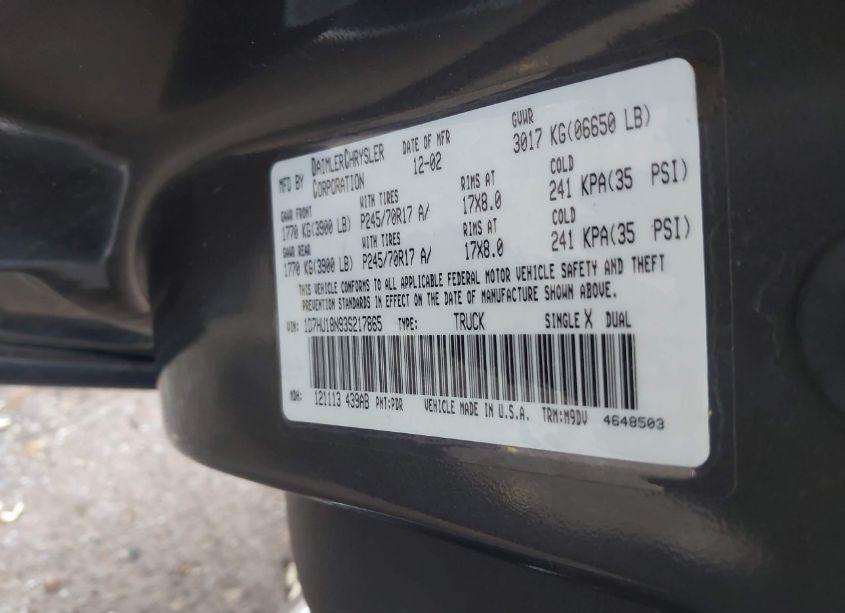 MFD BY DAIMLERCHRYSLER CORPORATION DATE OF MFR 12-02 GVWR 3017 KG(06650 LB)
GAWR FRONT WITH TIRES RIMS AT COLD
1770 KG(3900 LB) P245/70R17 A/ 17X8.0 241 KPA(35 PSI)
GAWR REAR WITH TIRES RIMS AT COLD
1770 KG(3900 LB) P245/70R17 A/ 17X8.0 241 KPA(35 PSI)
THIS VEHICLE CONFORMS TO ALL APPLICABLE FEDERAL MOTOR VEHICLE SAFETY AND THEFT
PREVENTION STANDARDS IN EFFECT ON THE DATE OF MANUFACTURE SHOWN ABOVE.
VIN: 1D7HU18N93S217865 TYPE: TRUCK SINGLE X DUAL
MDH: 121113 439AB PNT:PDR VEHICLE MADE IN U.S.A. TRM:M9DV 4648503